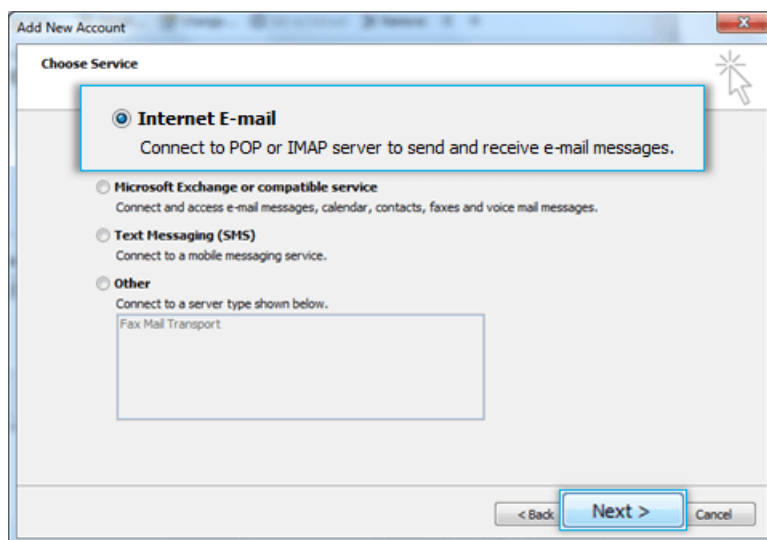 Add New Account
Choose Service
Internet E-mail
Connect to POP or IMAP server to send and receive e-mail messages.
Microsoft Exchange or compatible service
Connect and access e-mail messages, calendar, contacts, faxes and voice mail messages.
Text Messaging (SMS)
Connect to a mobile messaging service.
Other
Connect to a server type shown below.
Fax Mail Transport
< Back Next > Cancel